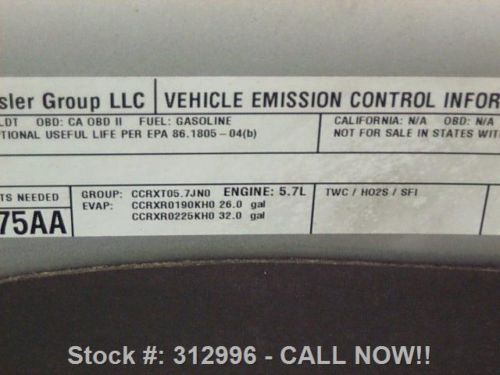 sler Group LLC VEHICLE EMISSION CONTROL INFOR
LDT OBD: CA OBD II FUEL: GASOLINE CALIFORNIA: N/A OBD: N/A
TIONAL USEFUL LIFE PER EPA 86.1805-04(b) NOT FOR SALE IN STATES WITH
TS NEEDED GROUP: CCRXT05.7JN0 ENGINE: 5.7L TWC / HO2S / SFI
75AA EVAP: CCRXR0190KH0 26.0 gal
CCRXR0225KH0 32.0 gal
Stock #: 312996 - CALL NOW!!